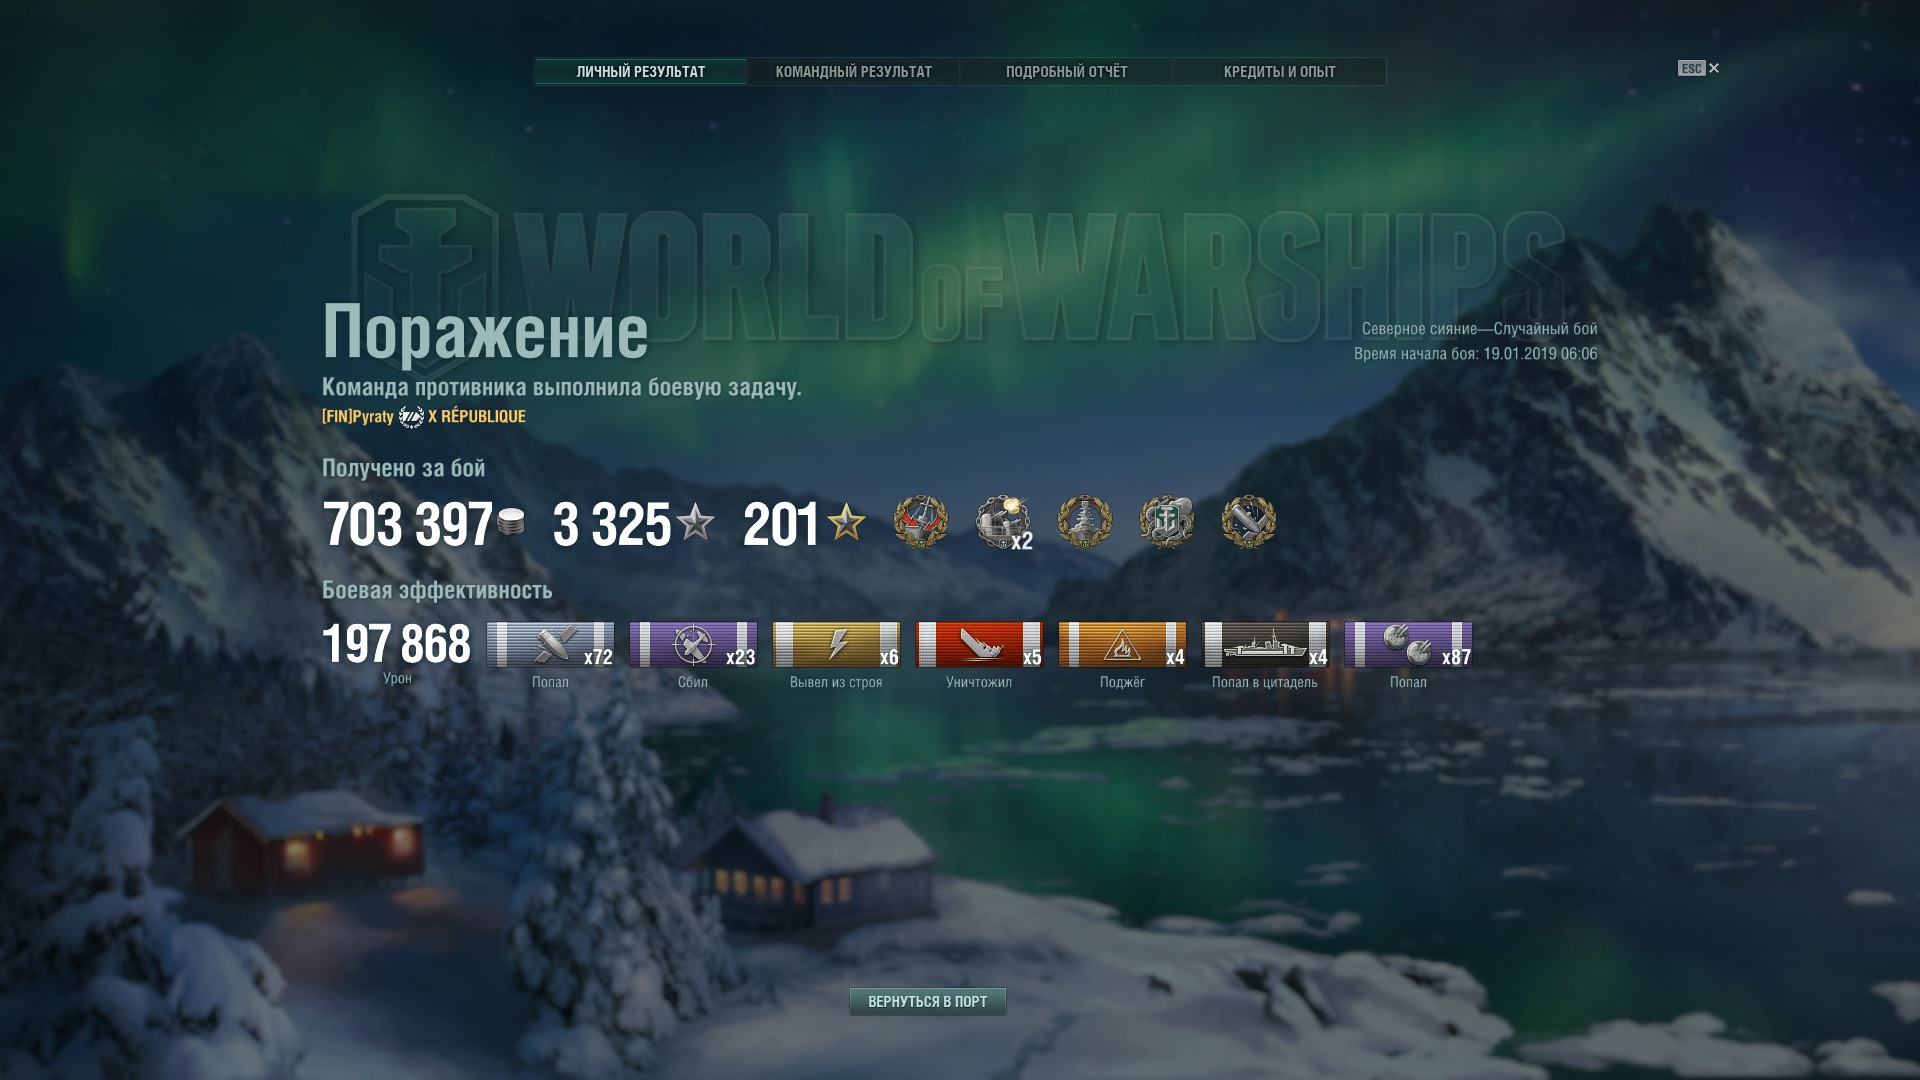 ЛИЧНЫЙ РЕЗУЛЬТАТ
КОМАНДНЫЙ РЕЗУЛЬТАТ
ПОДРОБНЫЙ ОТЧЁТ
КРЕДИТЫ И ОПЫТ
ESC
WORLD OF WARSHIPS
Поражение
Северное сияние—Случайный бой
Время начала боя: 19.01.2019 06:06
Команда противника выполнила боевую задачу.
[FIN]Pyraty X RÉPUBLIQUE
Получено за бой
703 397 3 325 201 x2
Боевая эффективность
197 868 x72 x23 x6 x5 x4 x4 x87
Урон Попал Сбил Вывел из строя Уничтожил Поджёг Попал в цитадель Попал
ВЕРНУТЬСЯ В ПОРТ